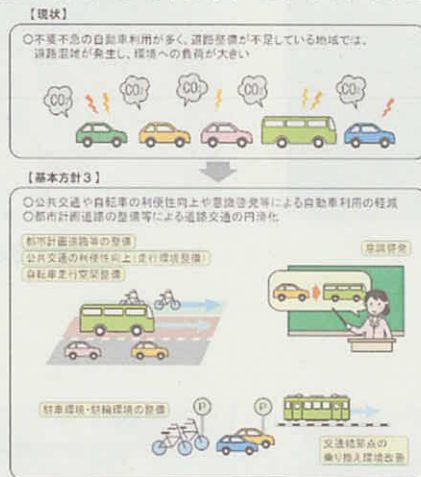 【現状】
○不要不急の自動車利用が多く、道路整備が不足している地域では、
道路混雑が発生し、環境への負荷が大きい
CO₂
CO₂
CO₂
CO₂
CO₂
【基本方針3】
○公共交通や自転車の利便性向上や意識啓発等による自動車利用の軽減
○都市計画道路の整備等による道路交通の円滑化
都市計画道路等の整備
公共交通の利便性向上(走行環境整備)
自転車走行空間整備
意識啓発
駐車環境・駐輪環境の整備
P
P
交通結節点の
乗り換え環境改善